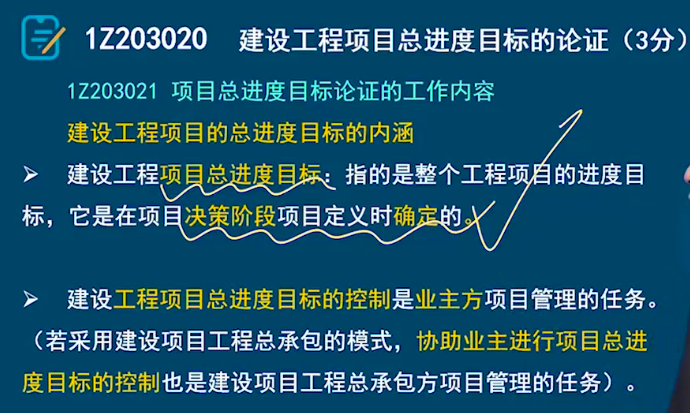 1Z203020 建设工程项目总进度目标的论证（3分）
1Z203021 项目总进度目标论证的工作内容
建设工程项目的总进度目标的内涵
➢ 建设工程项目总进度目标：指的是整个工程项目的进度目
标，它是在项目决策阶段项目定义时确定的。
➢ 建设工程项目总进度目标的控制是业主方项目管理的任务。
（若采用建设项目工程总承包的模式，协助业主进行项目总进
度目标的控制也是建设项目工程总承包方项目管理的任务）。